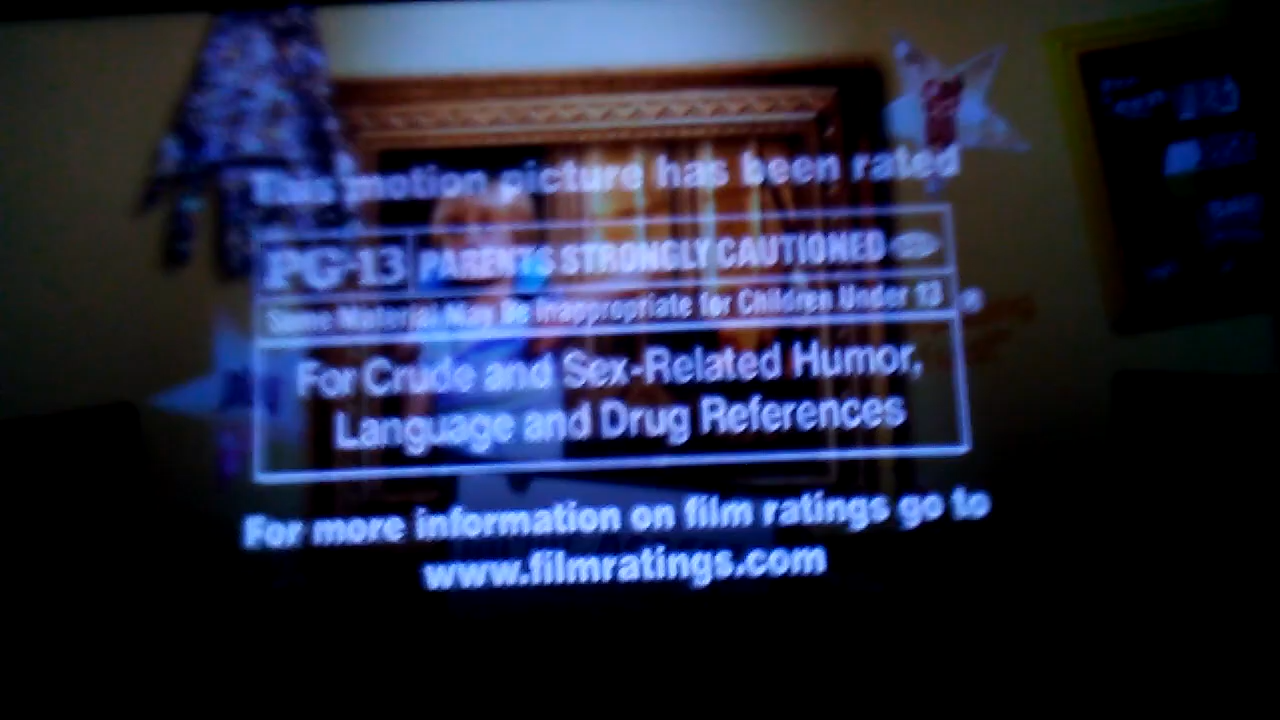 This motion picture has been rated
PG-13 PARENTS STRONGLY CAUTIONED
Some Material May Be Inappropriate for Children Under 13 ®
For Crude and Sex-Related Humor,
Language and Drug References
For more information on film ratings go to
www.filmratings.com